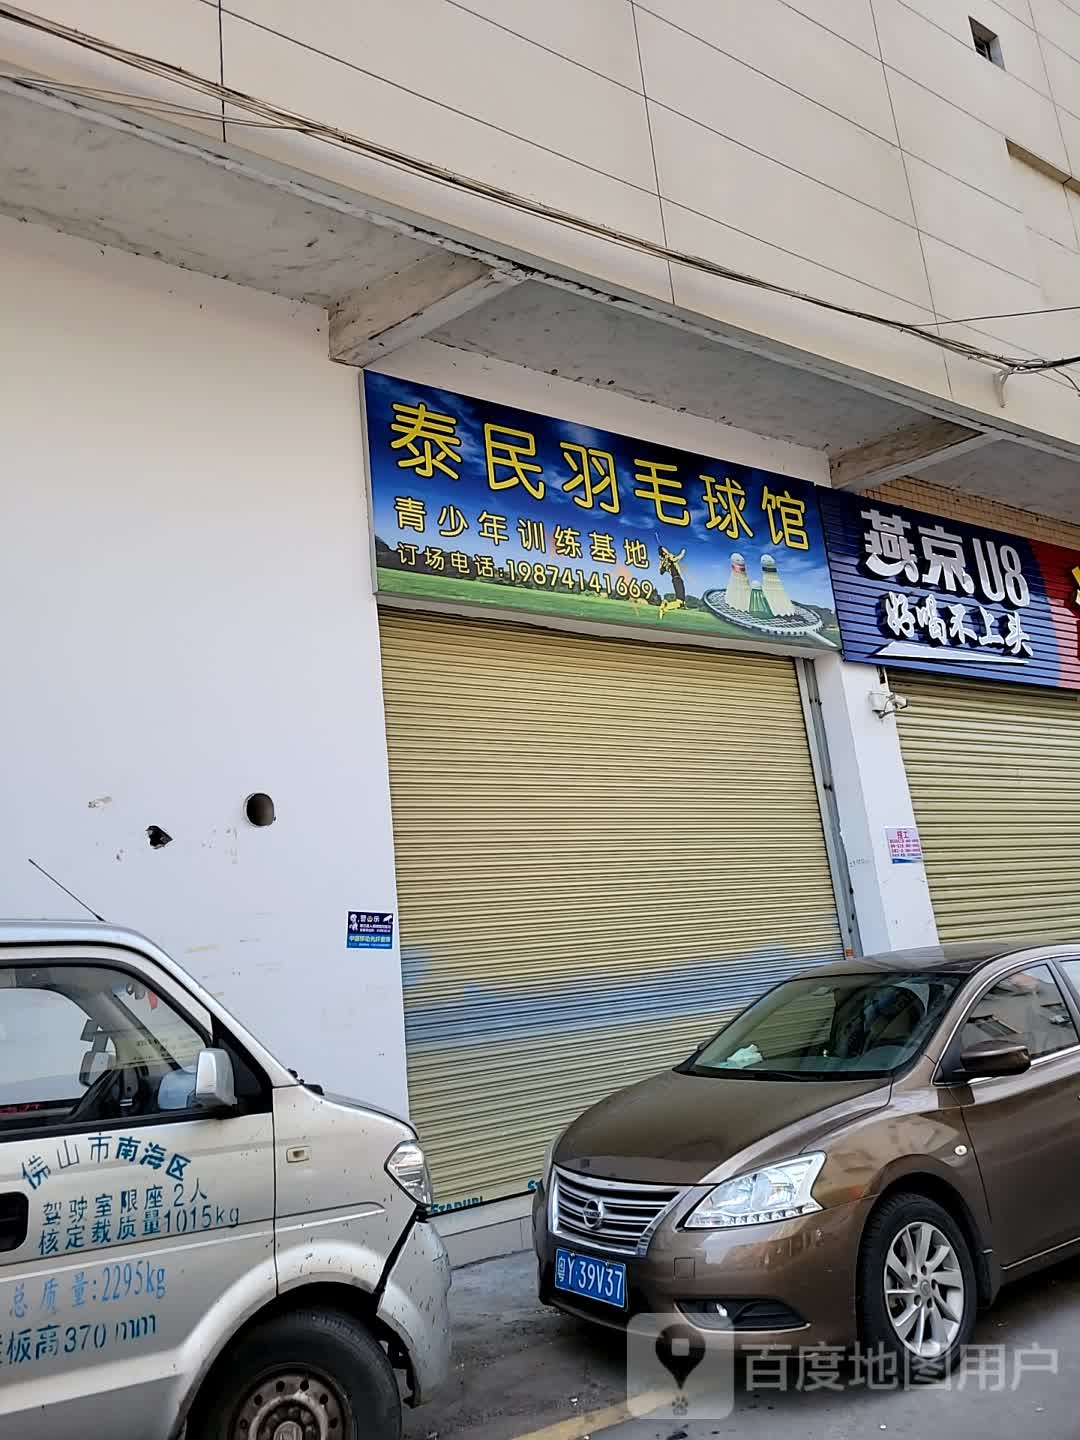 泰民羽毛球馆
青少年训练基地
订场电话:19874141669
燕京U8
好喝不上头
招工
佛山市南海区
驾驶室限座2人
核定载质量1015kg
总质量:2295kg
板高370mm
粤Y·39V37
百度地图用户